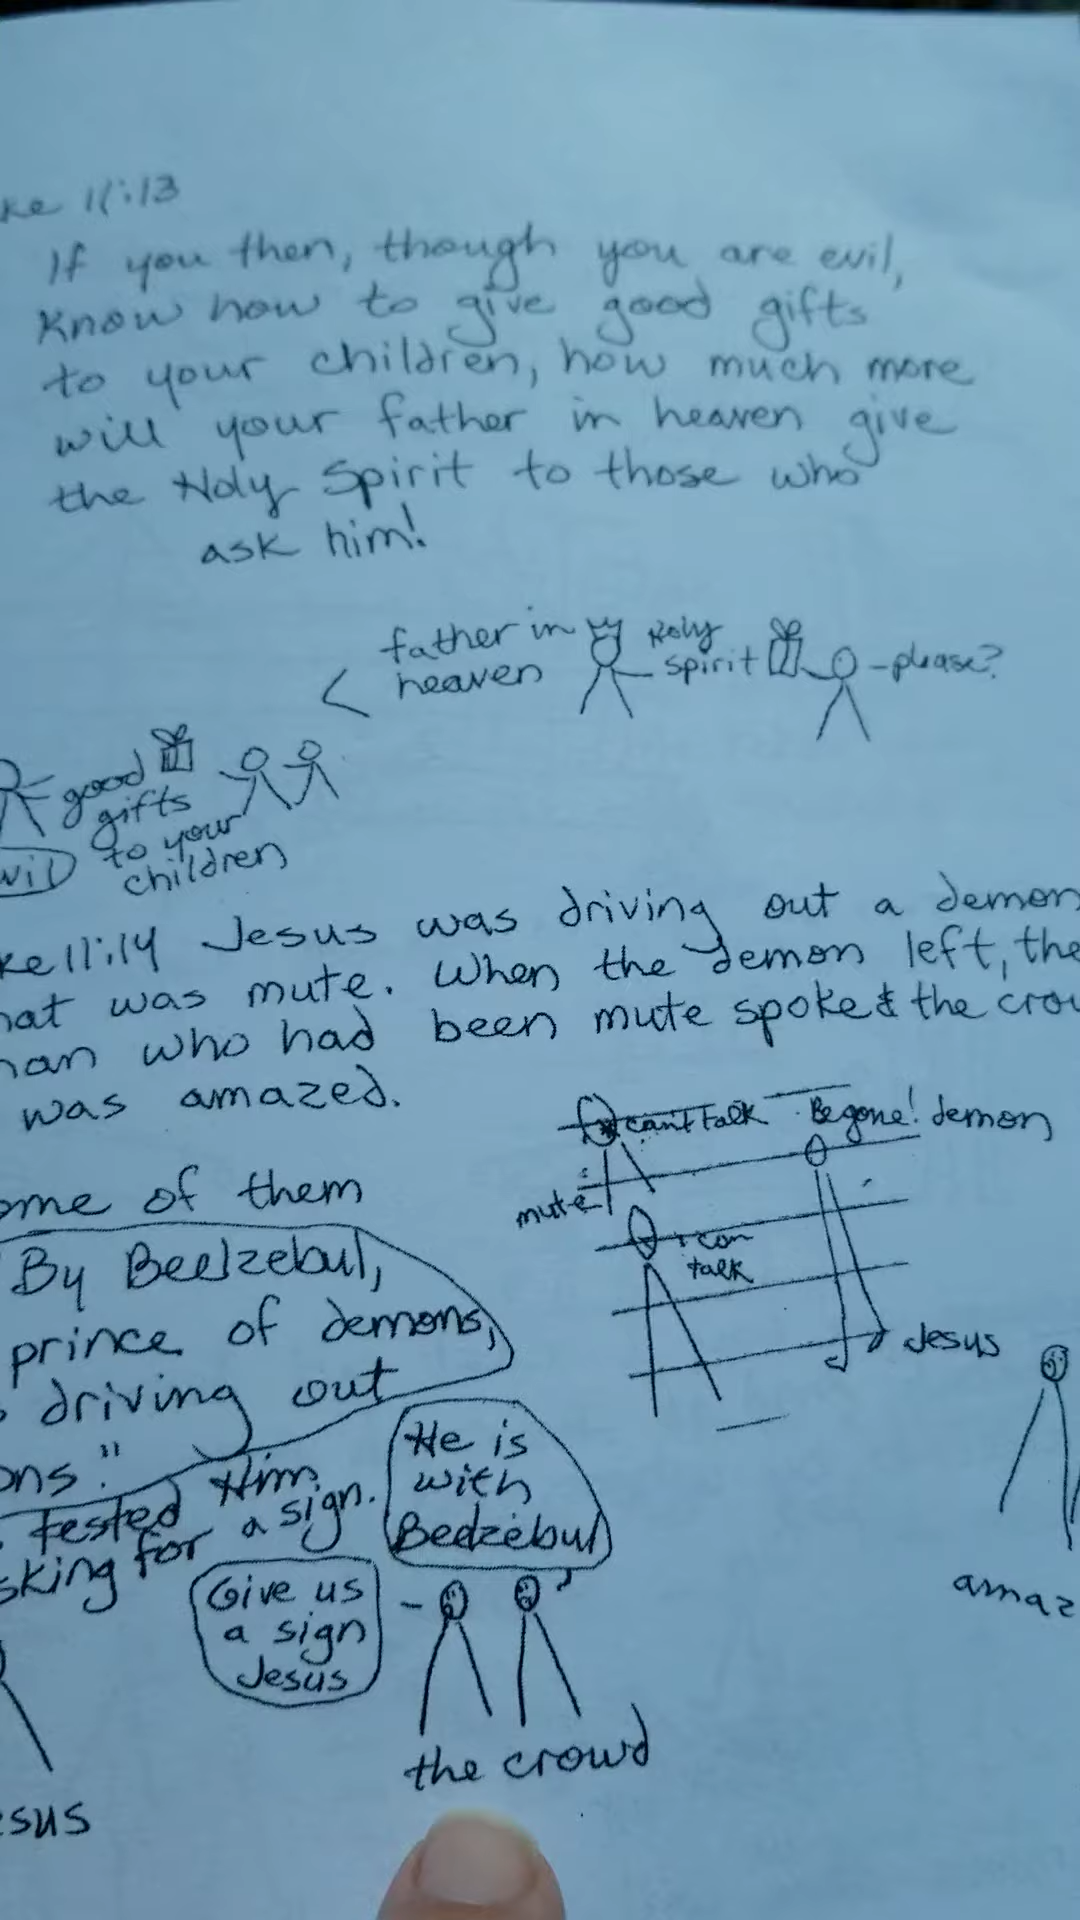 ke 11:13
If you then, though you are evil,
know how to give good gifts
to your children, how much more
will your father in heaven give
the Holy Spirit to those who
ask him!
father in
heaven
Holy
spirit
-please?
<
good
gifts
to your
children
vil
ke 11:14 Jesus was driving out a demon
hat was mute. When the demon left, the
man who had been mute spoke & the crow
was amazed.
can't talk
Be gone! demon
mute
I can
talk
Jesus
ome of them
By Beelzebul,
prince of demons,
driving out
ons."
tested Him
sking for a sign.
He is
with
Beelzebul
Give us
a sign
Jesus
amaz
the crowd
esus